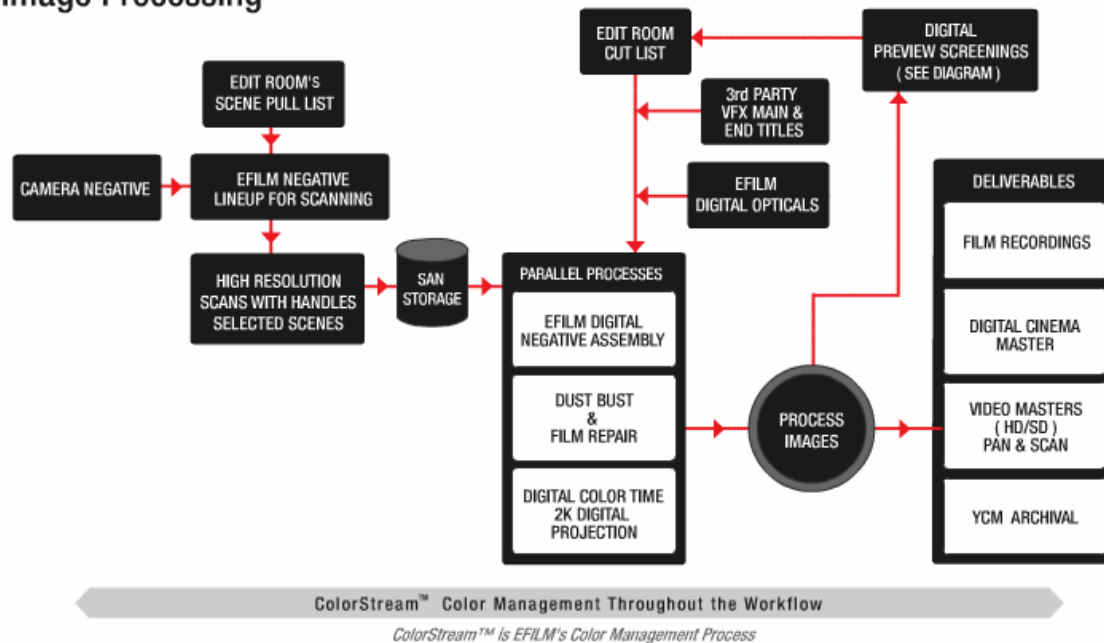 Image Processing
EDIT ROOM's
SCENE PULL LIST
CAMERA NEGATIVE
EFILM NEGATIVE
LINEUP FOR SCANNING
HIGH RESOLUTION
SCANS WITH HANDLES
SELECTED SCENES
SAN
STORAGE
EDIT ROOM
CUT LIST
3rd PARTY
VFX MAIN &
END TITLES
EFILM
DIGITAL OPTICALS
DIGITAL
PREVIEW SCREENINGS
( SEE DIAGRAM )
PARALLEL PROCESSES
EFILM DIGITAL
NEGATIVE ASSEMBLY
DUST BUST
&
FILM REPAIR
DIGITAL COLOR TIME
2K DIGITAL
PROJECTION
PROCESS
IMAGES
DELIVERABLES
FILM RECORDINGS
DIGITAL CINEMA
MASTER
VIDEO MASTERS
( HD/SD )
PAN & SCAN
YCM ARCHIVAL
ColorStream™ Color Management Throughout the Workflow
ColorStream™ is EFILM's Color Management Process